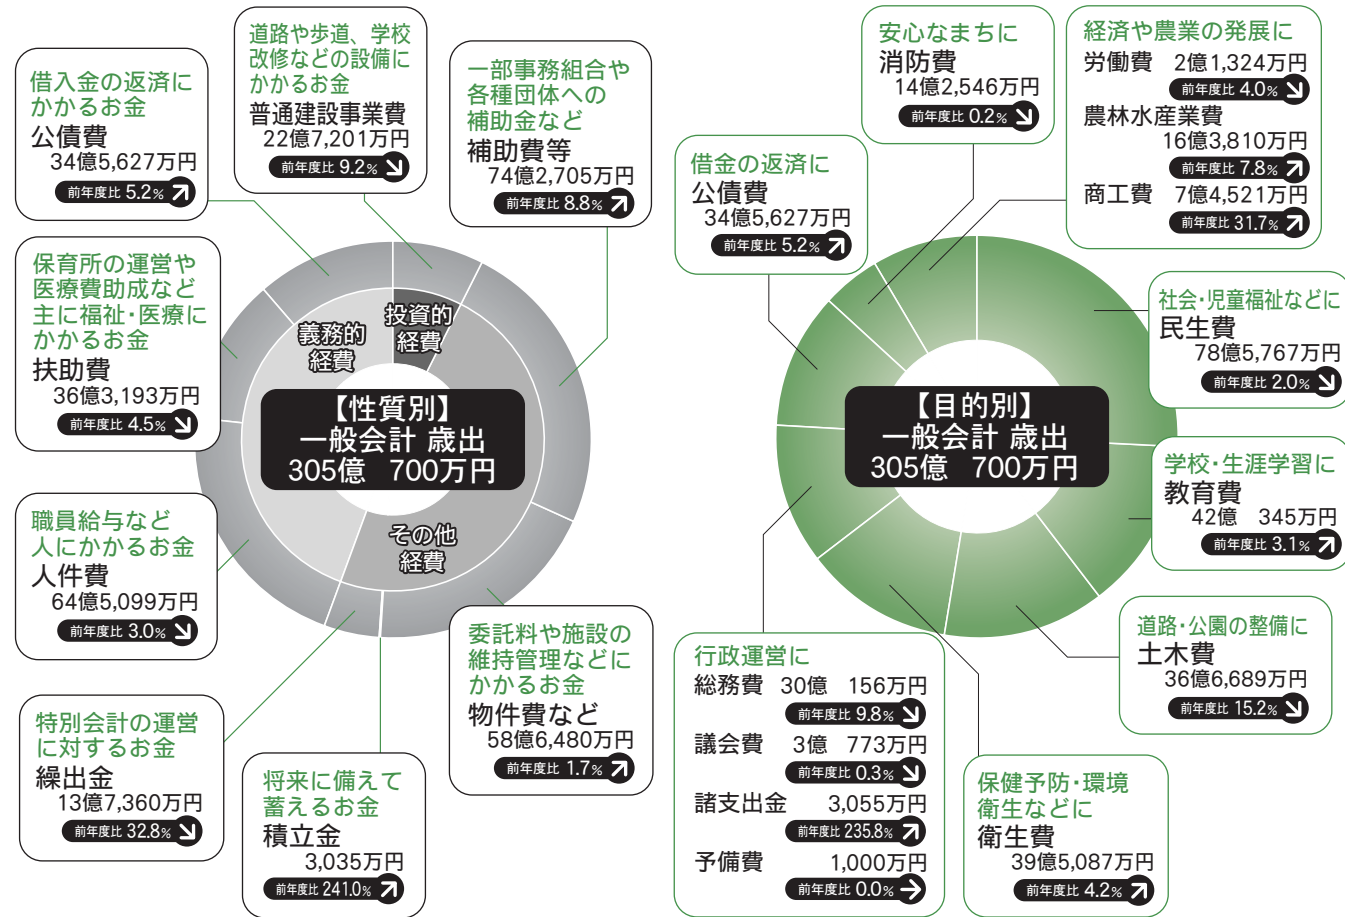 借入金の返済に
かかるお金
公債費
34億5,627万円
前年度比 5.2%
道路や歩道、学校
改修などの設備に
かかるお金
普通建設事業費
22億7,201万円
前年度比 9.2%
一部事務組合や
各種団体への
補助金など
補助費等
74億2,705万円
前年度比 8.8%
保育所の運営や
医療費助成など
主に福祉・医療に
かかるお金
扶助費
36億3,193万円
前年度比 4.5%
職員給与など
人にかかるお金
人件費
64億5,099万円
前年度比 3.0%
特別会計の運営
に対するお金
繰出金
13億7,360万円
前年度比 32.8%
将来に備えて
蓄えるお金
積立金
3,035万円
前年度比 241.0%
委託料や施設の
維持管理などに
かかるお金
物件費など
58億6,480万円
前年度比 1.7%
義務的
経費
投資的
経費
その他
経費
【性質別】
一般会計 歳出
305億 700万円
安心なまちに
消防費
14億2,546万円
前年度比 0.2%
経済や農業の発展に
労働費 2億1,324万円
前年度比 4.0%
農林水産業費
16億3,810万円
前年度比 7.8%
商工費 7億4,521万円
前年度比 31.7%
借金の返済に
公債費
34億5,627万円
前年度比 5.2%
社会・児童福祉などに
民生費
78億5,767万円
前年度比 2.0%
【目的別】
一般会計 歳出
305億 700万円
学校・生涯学習に
教育費
42億 345万円
前年度比 3.1%
道路・公園の整備に
土木費
36億6,689万円
前年度比 15.2%
保健予防・環境
衛生などに
衛生費
39億5,087万円
前年度比 4.2%
行政運営に
総務費 30億 156万円
前年度比 9.8%
議会費 3億 773万円
前年度比 0.3%
諸支出金 3,055万円
前年度比 235.8%
予備費 1,000万円
前年度比 0.0%